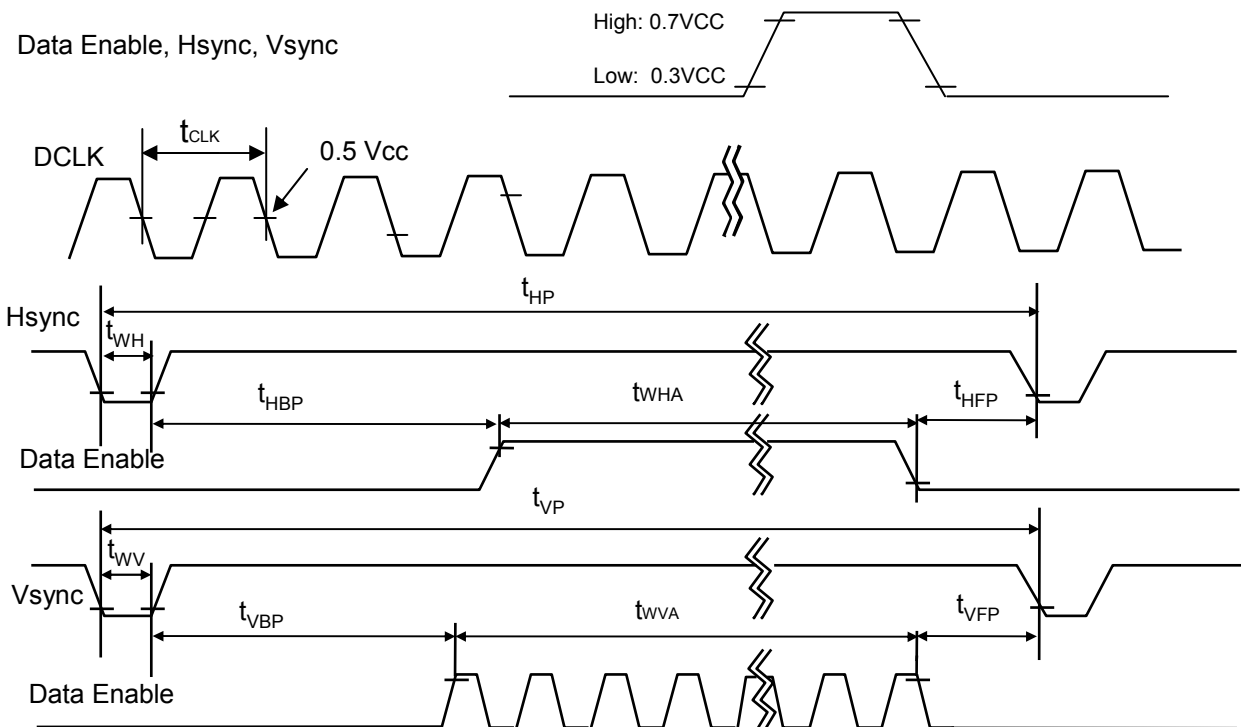 High: 0.7VCC
Data Enable, Hsync, Vsync
Low: 0.3VCC
tCLK
DCLK
0.5 Vcc
tHP
Hsync
tWH
tHBP
tWHA
tHFP
Data Enable
tVP
tWV
Vsync
tVBP
tWVA
tVFP
Data Enable